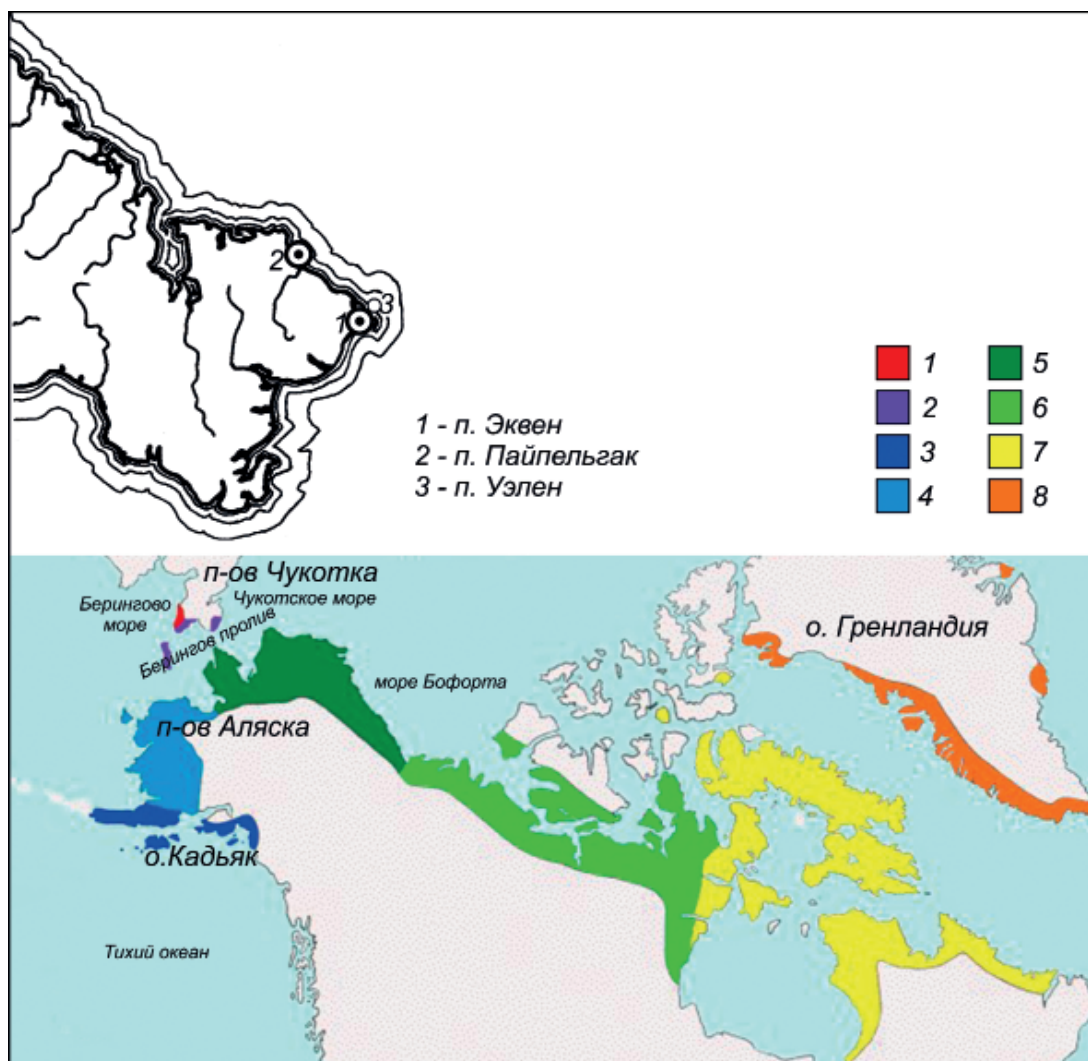 2
3
1
1 - п. Эквен
2 - п. Пайпельгак
3 - п. Уэлен
1
2
3
4
5
6
7
8
п-ов Чукотка
Берингово
море
Чукотское море
Берингов пролив
море Бофорта
о. Гренландия
п-ов Аляска
о.Кадьяк
Тихий океан